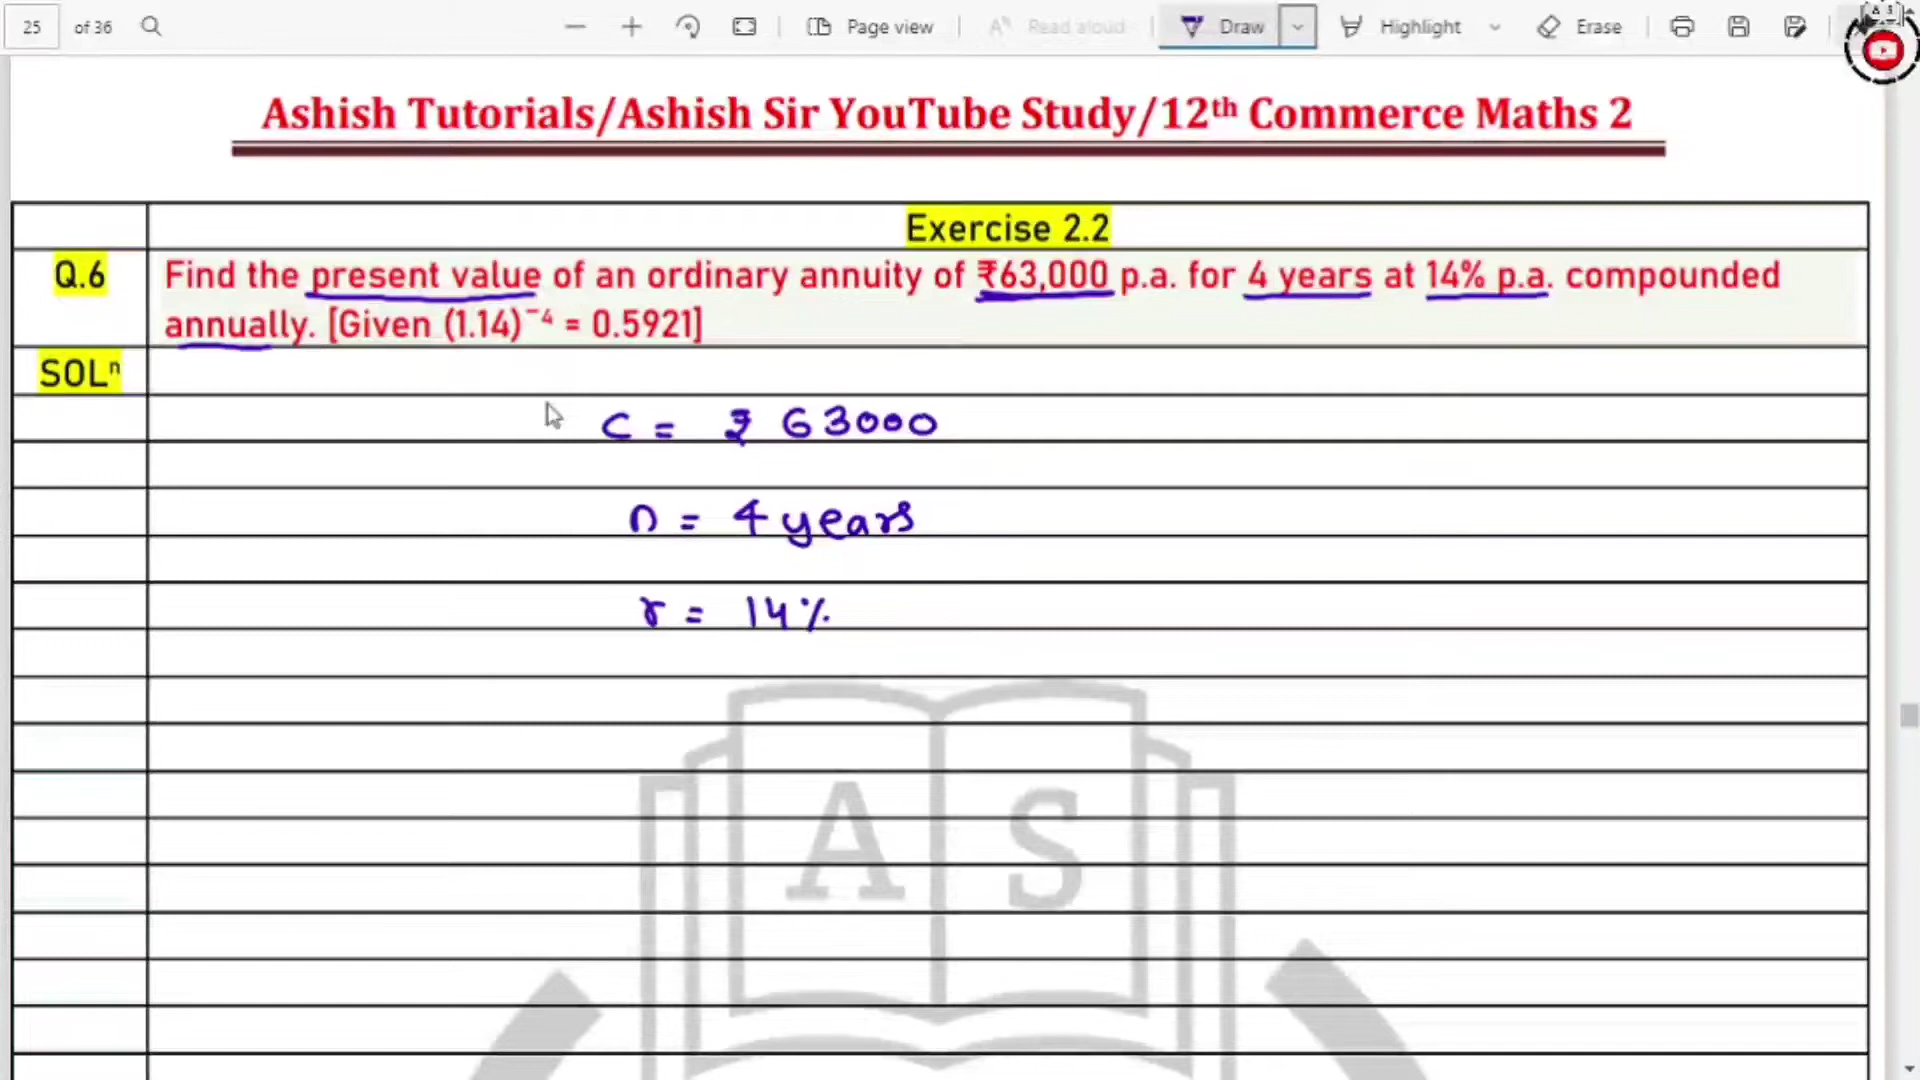 25 of 36 Page view Read aloud Draw Highlight Erase
A S
Ashish Tutorials/Ashish Sir YouTube Study/12th Commerce Maths 2
Exercise 2.2
Q.6 Find the present value of an ordinary annuity of ₹63,000 p.a. for 4 years at 14% p.a. compounded
annually. [Given (1.14)⁻⁴ = 0.5921]
SOLⁿ
C = ₹ 63000
n = 4 years
r = 14%
A S